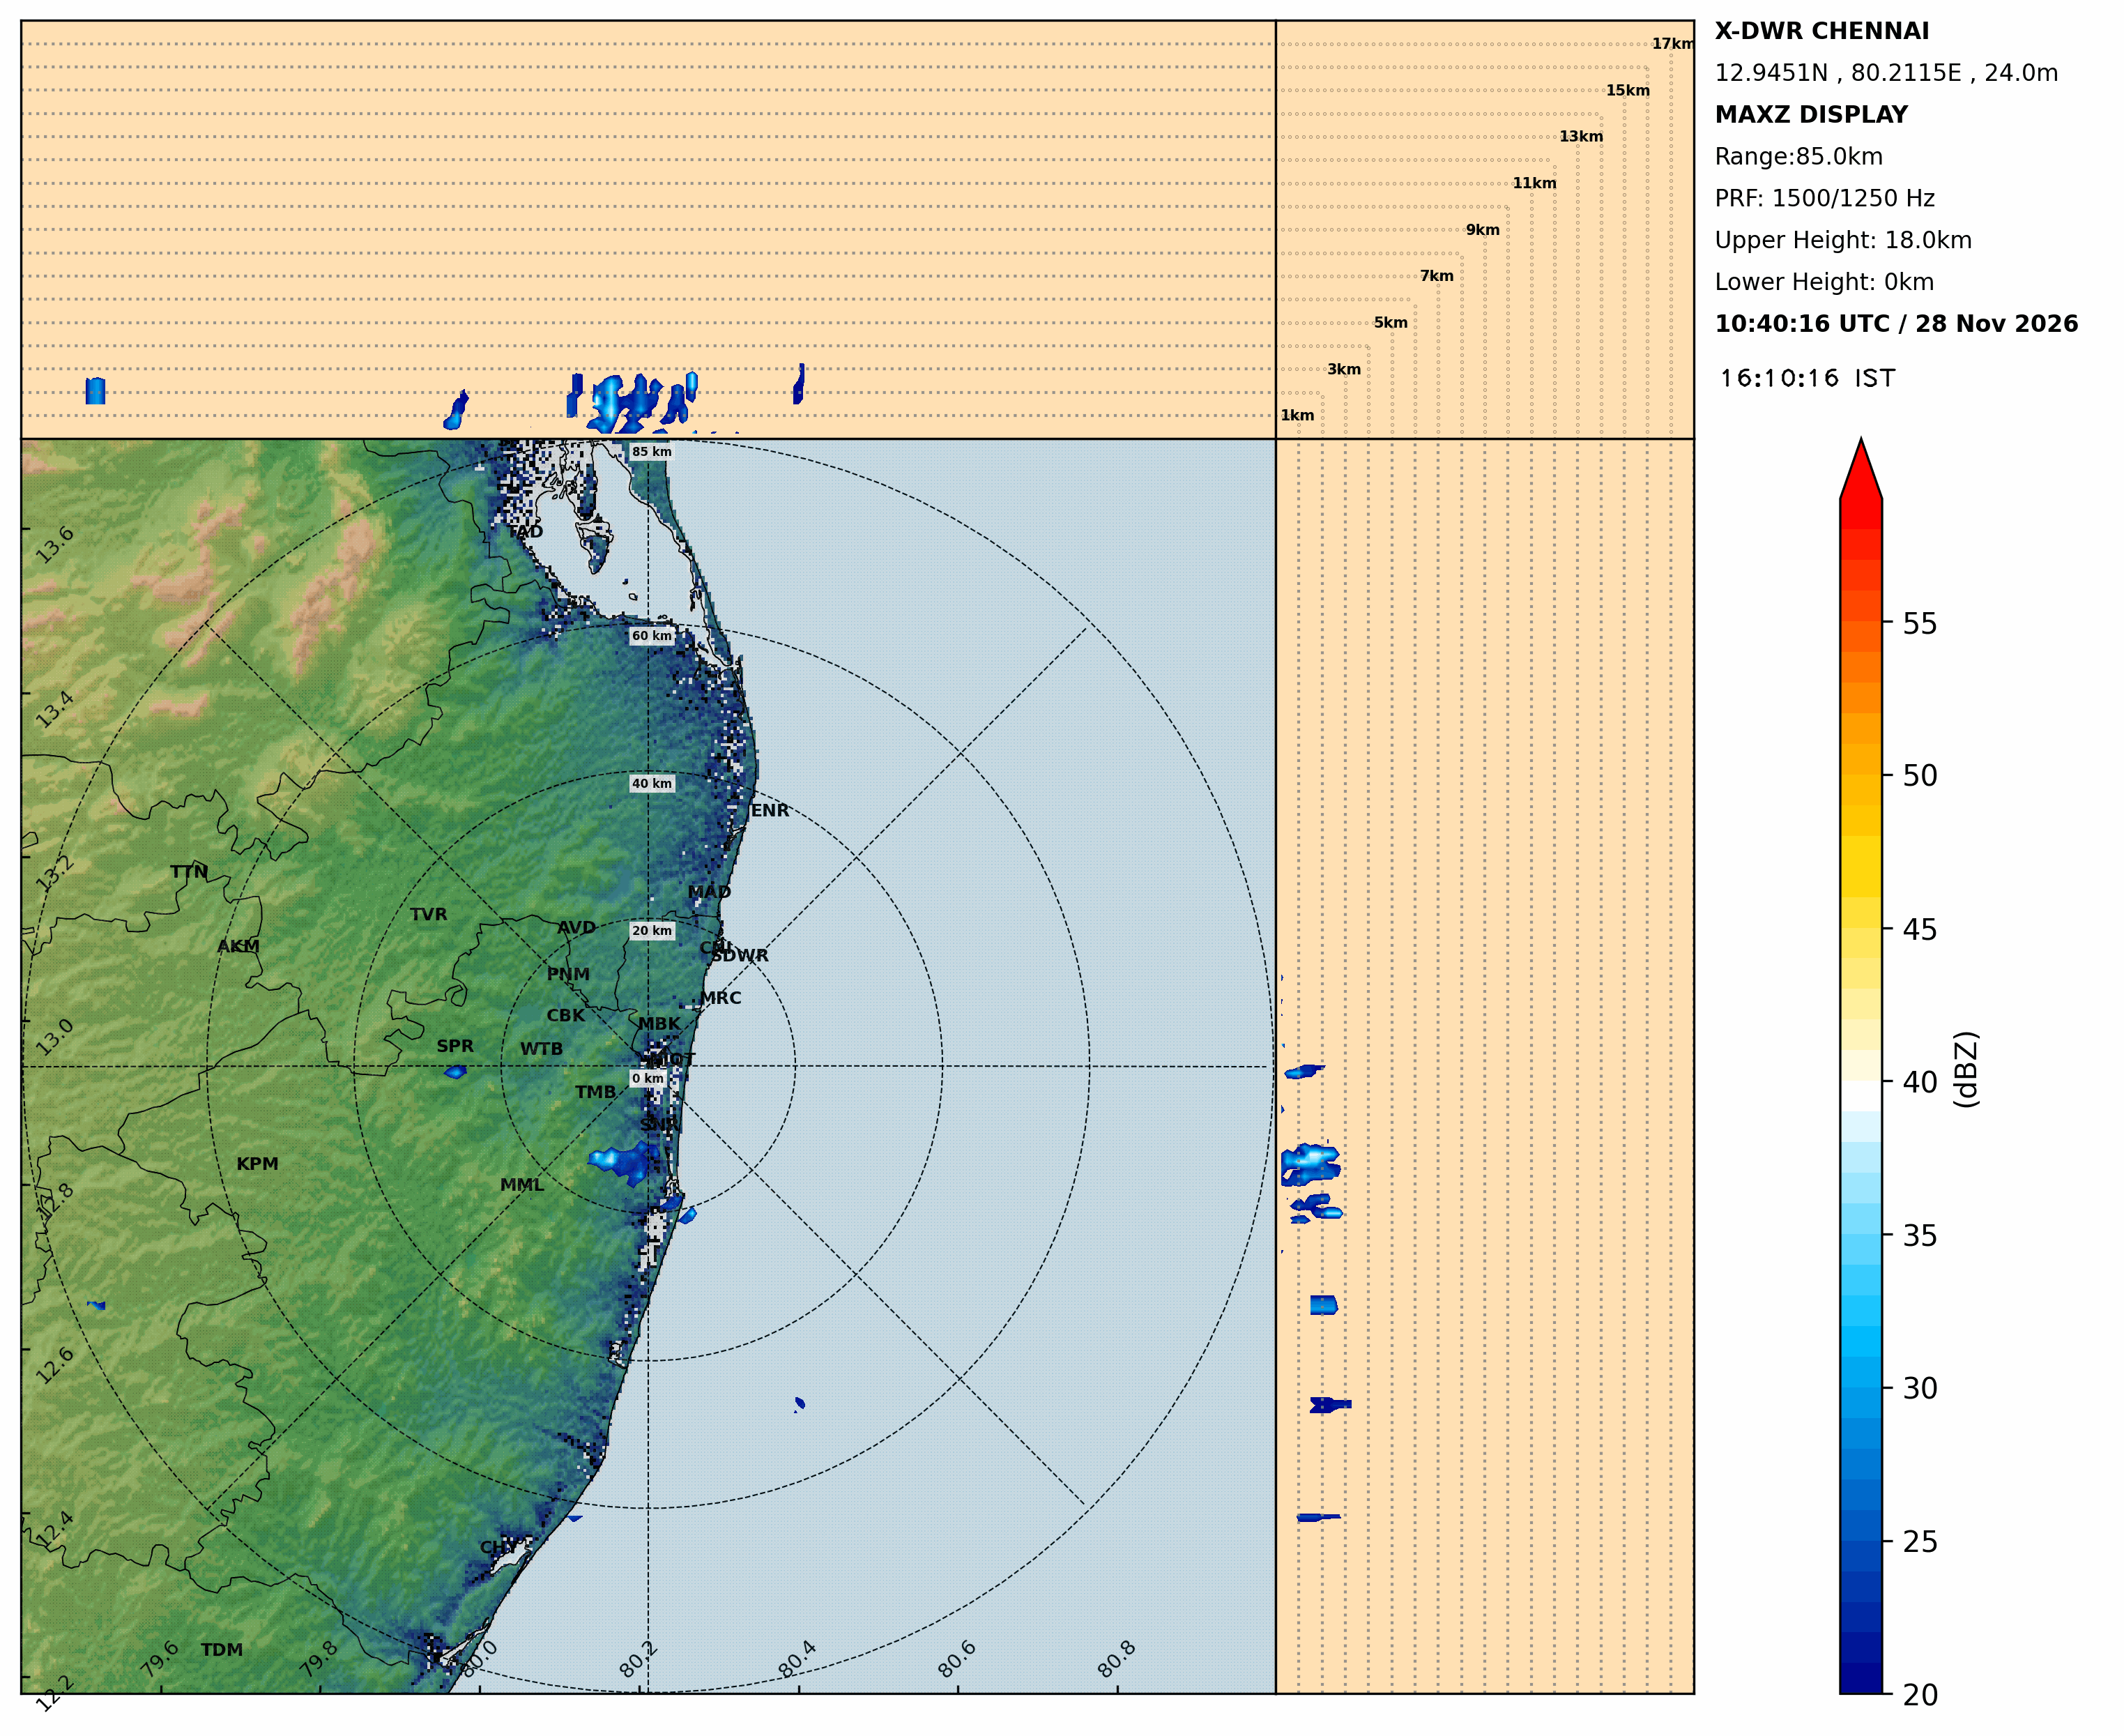 X-DWR CHENNAI
12.9451N , 80.2115E , 24.0m
MAXZ DISPLAY
Range:85.0km
PRF: 1500/1250 Hz
Upper Height: 18.0km
Lower Height: 0km
10:40:16 UTC / 28 Nov 2026
16:10:16 IST
17km
15km
13km
11km
9km
7km
5km
3km
1km
85 km
60 km
40 km
20 km
0 km
TAD
ENR
MAD
TTN
TVR
AVD
AKM
SDWR
PNM
MRC
CBK
MBK
SPR
WTB
TMB
SNR
KPM
MML
CHY
TDM
13.6
13.4
13.2
13.0
12.8
12.6
12.4
12.2
79.6
79.8
80.0
80.2
80.4
80.6
80.8
55
50
45
40
35
30
25
20
(dBZ)